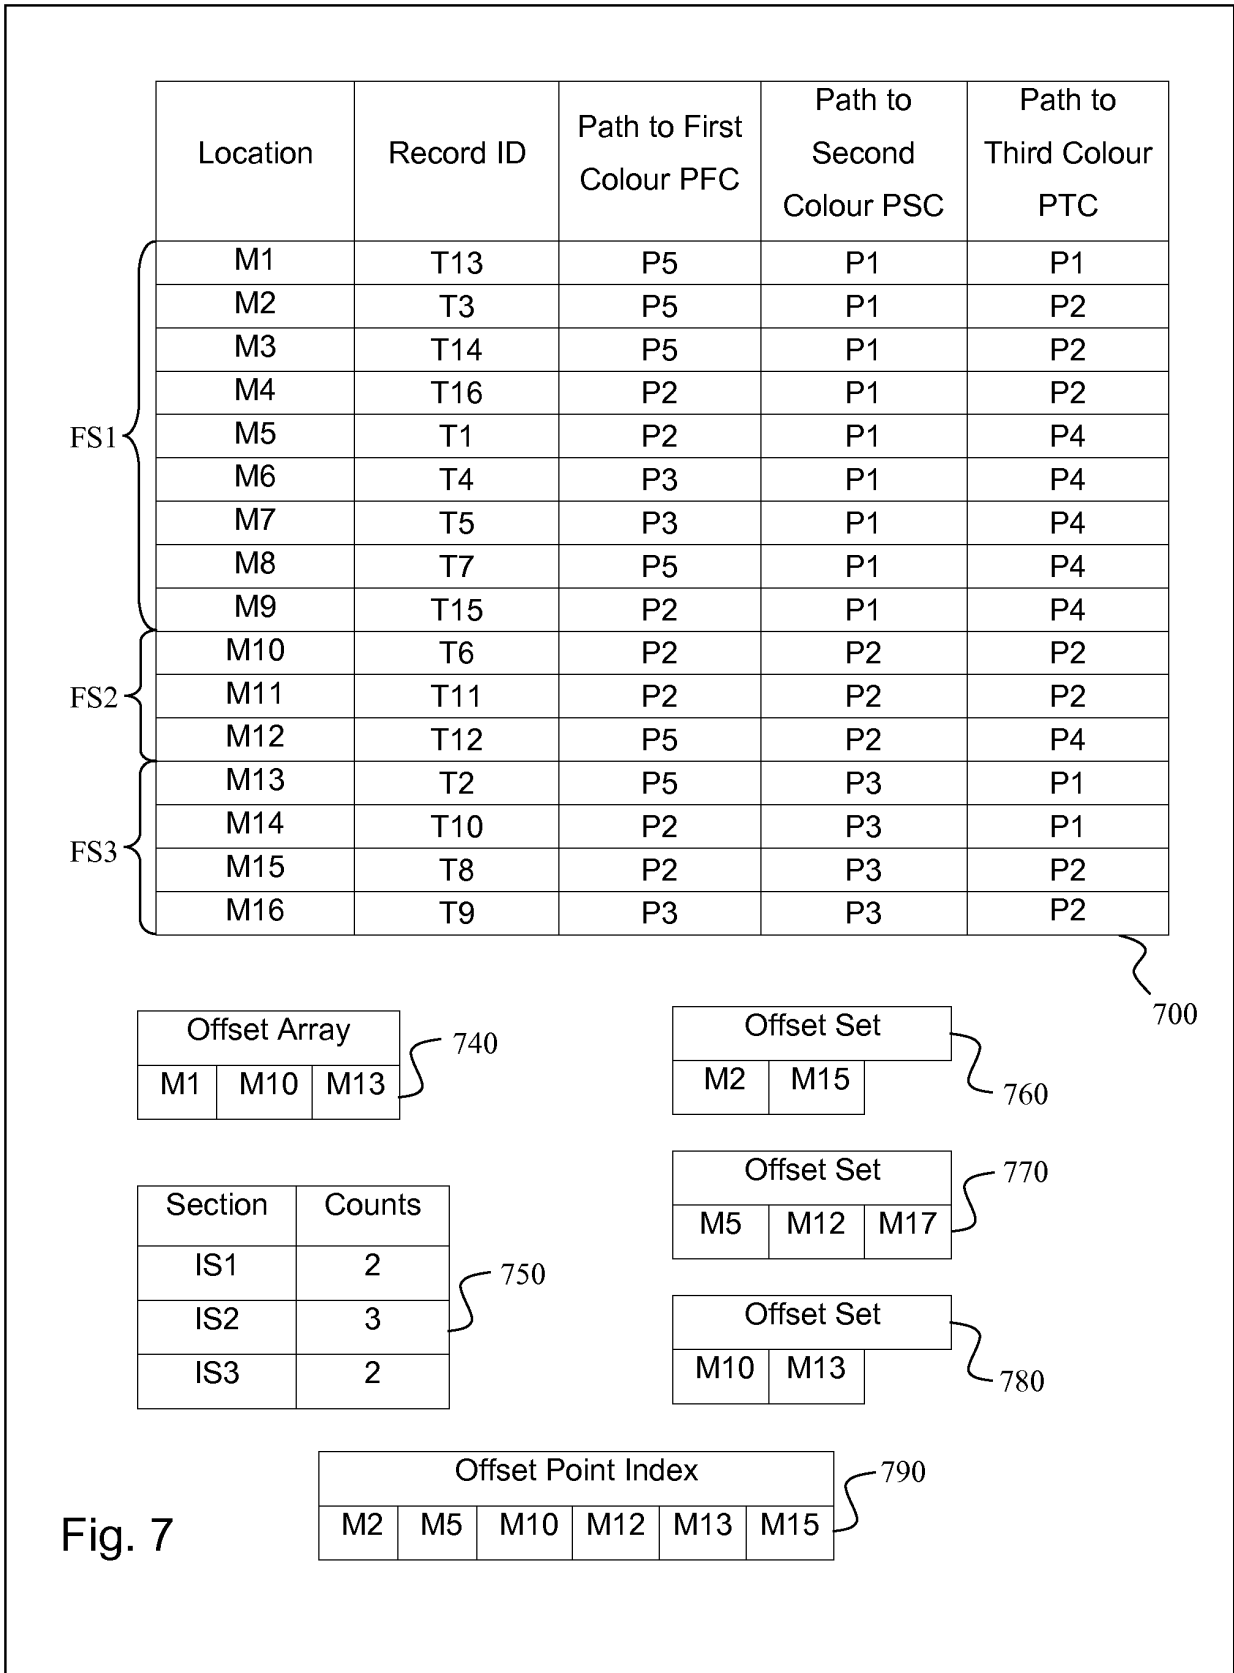 Location Record ID Path to First Colour PFC Path to Second Colour PSC Path to Third Colour PTC
M1 T13 P5 P1 P1
M2 T3 P5 P1 P2
M3 T14 P5 P1 P2
M4 T16 P2 P1 P2
FS1 M5 T1 P2 P1 P4
M6 T4 P3 P1 P4
M7 T5 P3 P1 P4
M8 T7 P5 P1 P4
M9 T15 P2 P1 P4
M10 T6 P2 P2 P2
FS2 M11 T11 P2 P2 P2
M12 T12 P5 P2 P4
M13 T2 P5 P3 P1
M14 T10 P2 P3 P1
FS3 M15 T8 P2 P3 P2
M16 T9 P3 P3 P2
700
Offset Array
M1 M10 M13
740
Offset Set
M2 M15
760
Section Counts
IS1 2
IS2 3
IS3 2
750
Offset Set
M5 M12 M17
770
Offset Set
M10 M13
780
Offset Point Index
M2 M5 M10 M12 M13 M15
790
Fig. 7